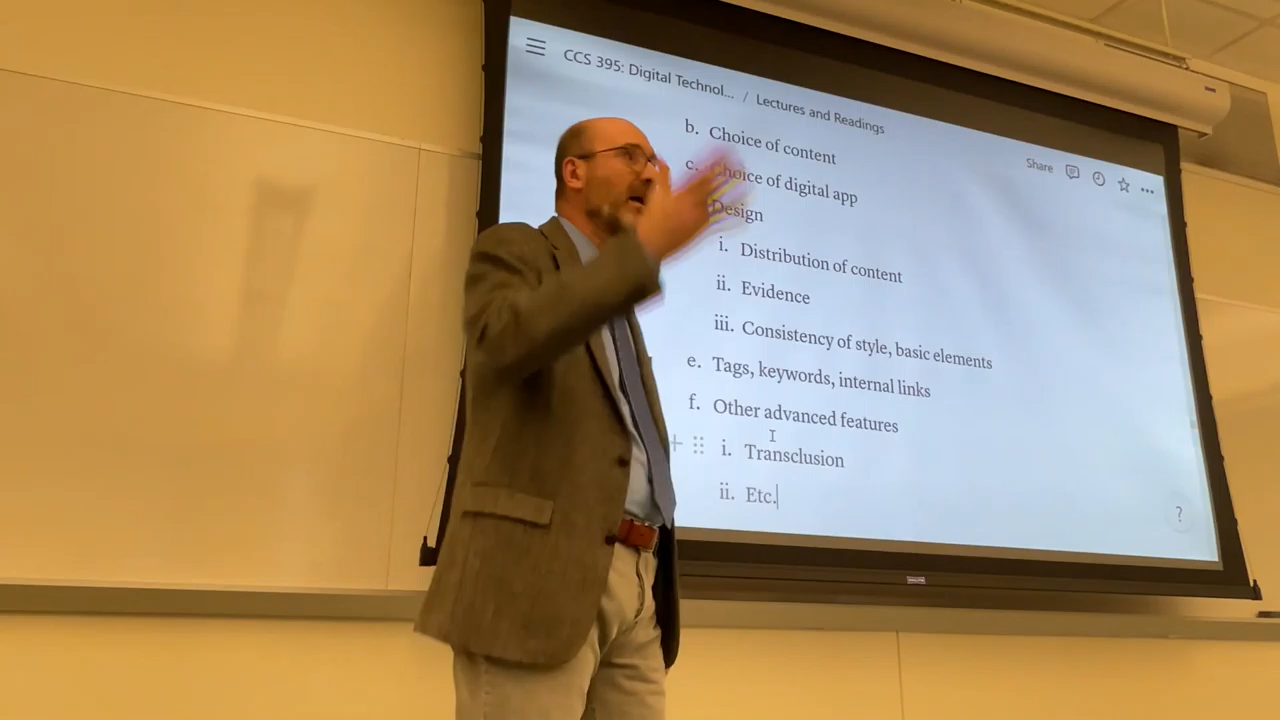 CCS 395: Digital Technol... / Lectures and Readings
Share
b. Choice of content
c. Choice of digital app
Design
i. Distribution of content
ii. Evidence
iii. Consistency of style, basic elements
e. Tags, keywords, internal links
f. Other advanced features
i. Transclusion
ii. Etc.
?